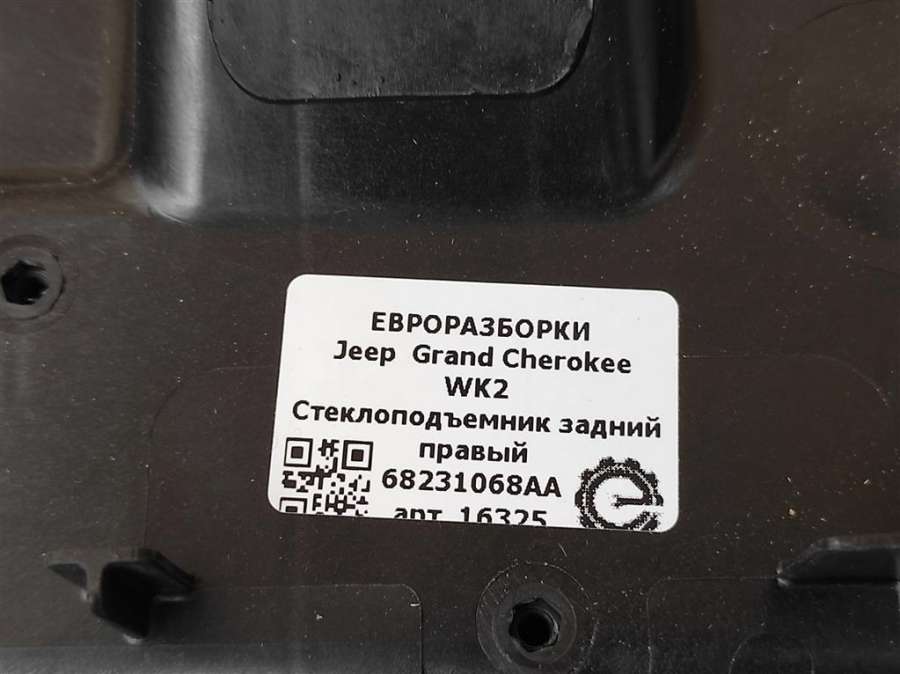 ЕВРОРАЗБОРКИ
Jeep Grand Cherokee
WK2
Стеклоподъемник задний
правый
68231068AA
арт. 16325